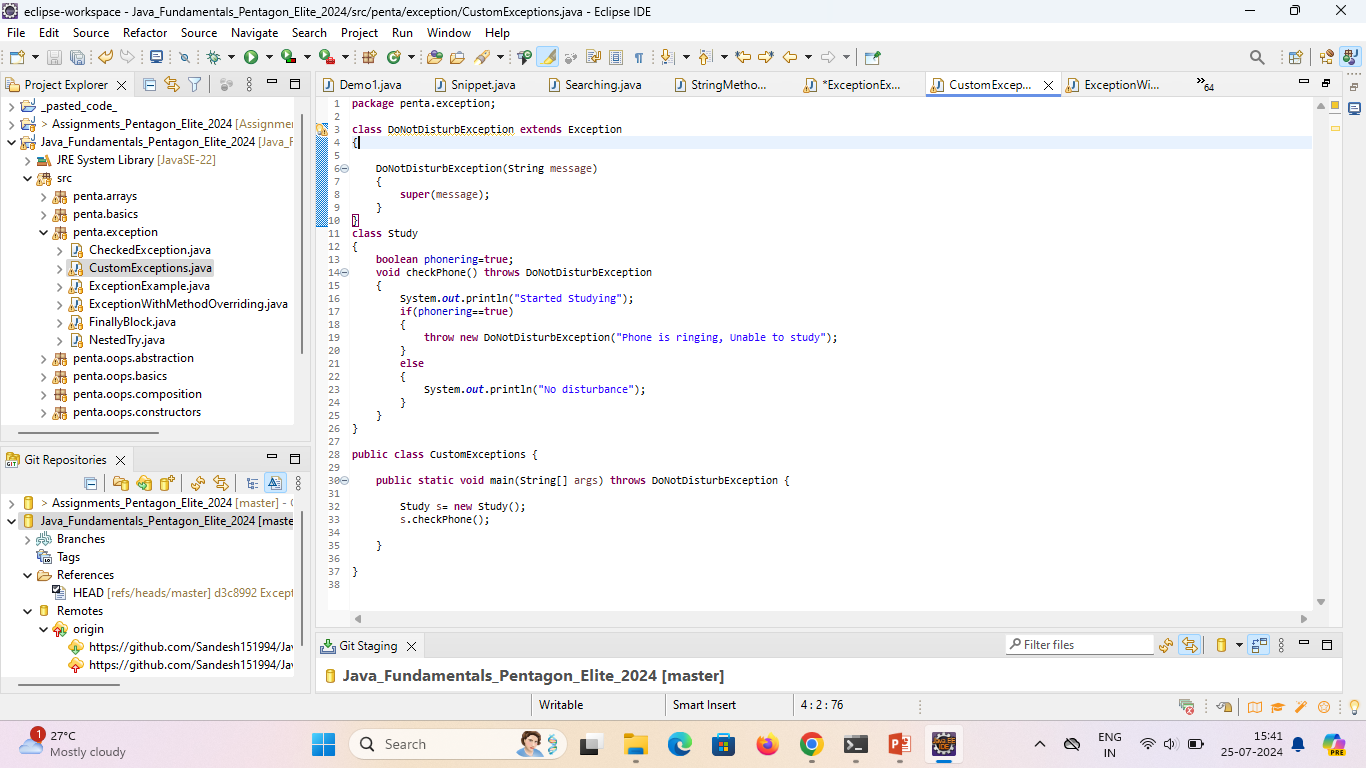 eclipse-workspace - Java_Fundamentals_Pentagon_Elite_2024/src/penta/exception/CustomExceptions.java - Eclipse IDE
File Edit Source Refactor Source Navigate Search Project Run Window Help
Project Explorer
_pasted_code_
> Assignments_Pentagon_Elite_2024 [Assignme
Java_Fundamentals_Pentagon_Elite_2024 [Java_F
JRE System Library [JavaSE-22]
src
penta.arrays
penta.basics
penta.exception
CheckedException.java
CustomExceptions.java
ExceptionExample.java
ExceptionWithMethodOverriding.java
FinallyBlock.java
NestedTry.java
penta.oops.abstraction
penta.oops.basics
penta.oops.composition
penta.oops.constructors
Git Repositories
> Assignments_Pentagon_Elite_2024 [master] -
Java_Fundamentals_Pentagon_Elite_2024 [maste
Branches
Tags
References
HEAD [refs/heads/master] d3c8992 Except
Remotes
origin
https://github.com/Sandesh151994/Jav
https://github.com/Sandesh151994/Jav
Demo1.java Snippet.java Searching.java StringMetho... *ExceptionEx... CustomExcep... ExceptionWi... »64
1 package penta.exception;
2
3 class DoNotDisturbException extends Exception
4 {
5
6 DoNotDisturbException(String message)
7 {
8 super(message);
9 }
10 }
11 class Study
12 {
13 boolean phonering=true;
14 void checkPhone() throws DoNotDisturbException
15 {
16 System.out.println("Started Studying");
17 if(phonering==true)
18 {
19 throw new DoNotDisturbException("Phone is ringing, Unable to study");
20 }
21 else
22 {
23 System.out.println("No disturbance");
24 }
25 }
26 }
27
28 public class CustomExceptions {
29
30 public static void main(String[] args) throws DoNotDisturbException {
31
32 Study s= new Study();
33 s.checkPhone();
34
35 }
36
37 }
38
Git Staging
Filter files
Java_Fundamentals_Pentagon_Elite_2024 [master]
Writable Smart Insert 4 : 2 : 76
1
27°C
Mostly cloudy
Search
ENG
IN
15:41
25-07-2024
PRE